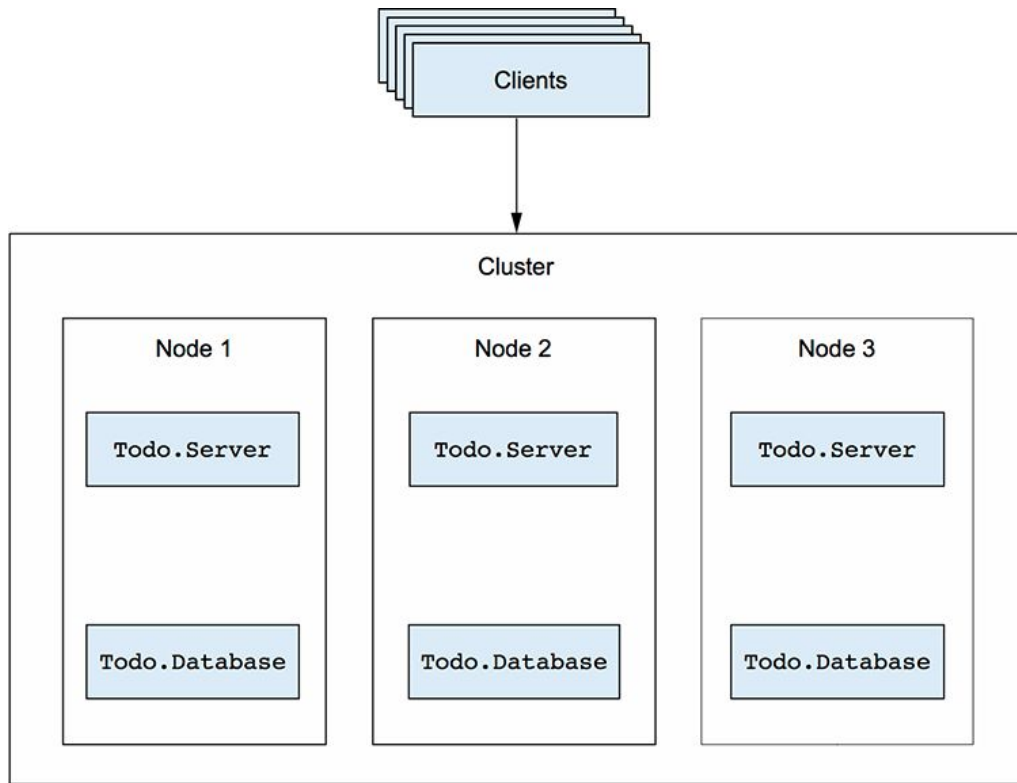 Clients
Cluster
Node 1
Node 2
Node 3
Todo.Server
Todo.Server
Todo.Server
Todo.Database
Todo.Database
Todo.Database